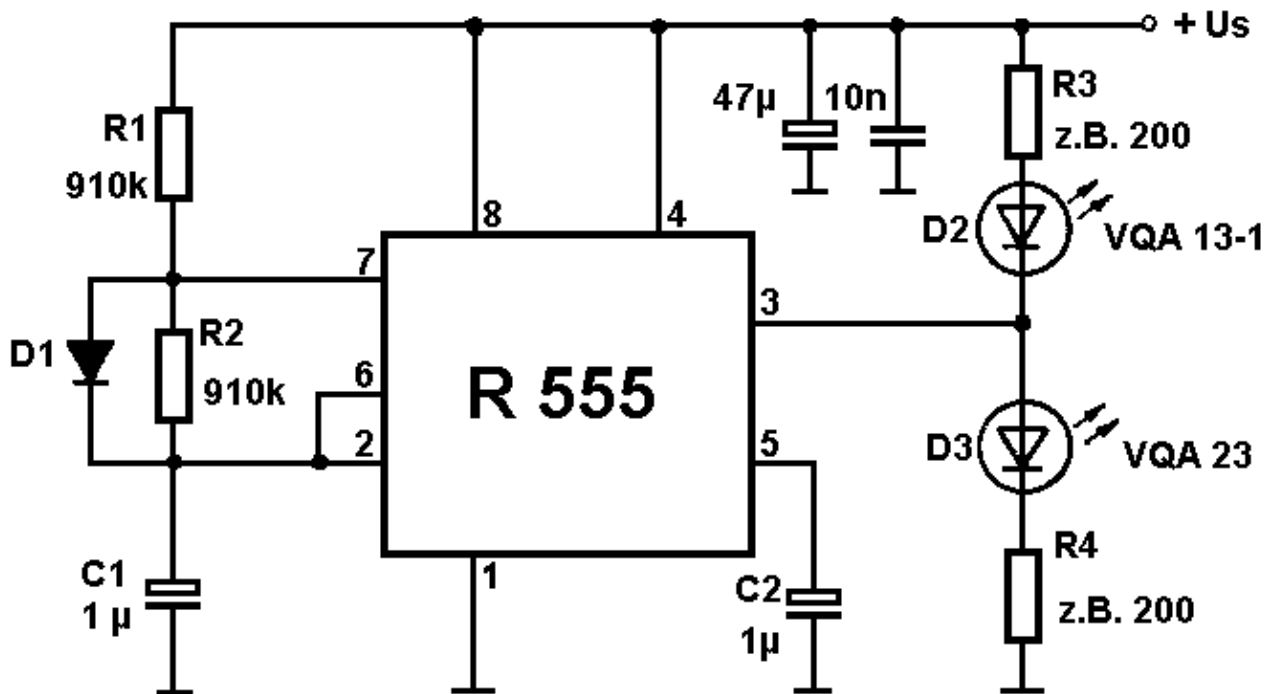 + Us
R1
910k
47µ
10n
R3
z.B. 200
8
4
D2
VQA 13-1
7
3
D1
R2
910k
6
R 555
2
5
D3
VQA 23
C1
1 µ
1
C2
1µ
R4
z.B. 200